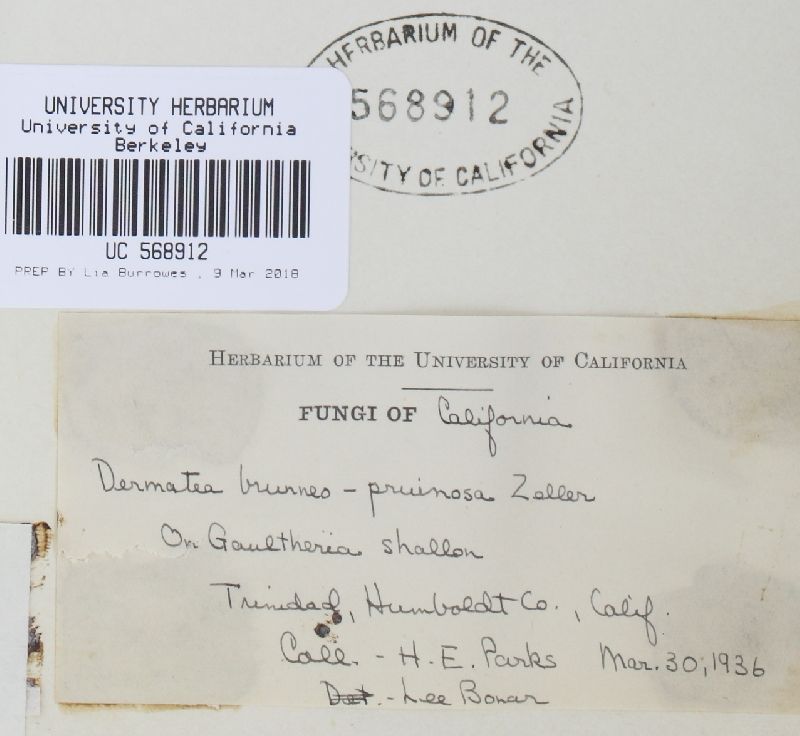 HERBARIUM OF THE
568912
SITY OF CALIFORNIA
UNIVERSITY HERBARIUM
University of California
Berkeley
UC 568912
PREP BY Lia Burrowes , 9 Mar 2018
HERBARIUM OF THE UNIVERSITY OF CALIFORNIA
FUNGI OF California
Dermatea brunneo-pruinosa Zeller
On Gaultheria shallon
Trinidad, Humboldt Co., Calif.
Coll. - H. E. Parks Mar. 30, 1936
Det. - Lee Bonar